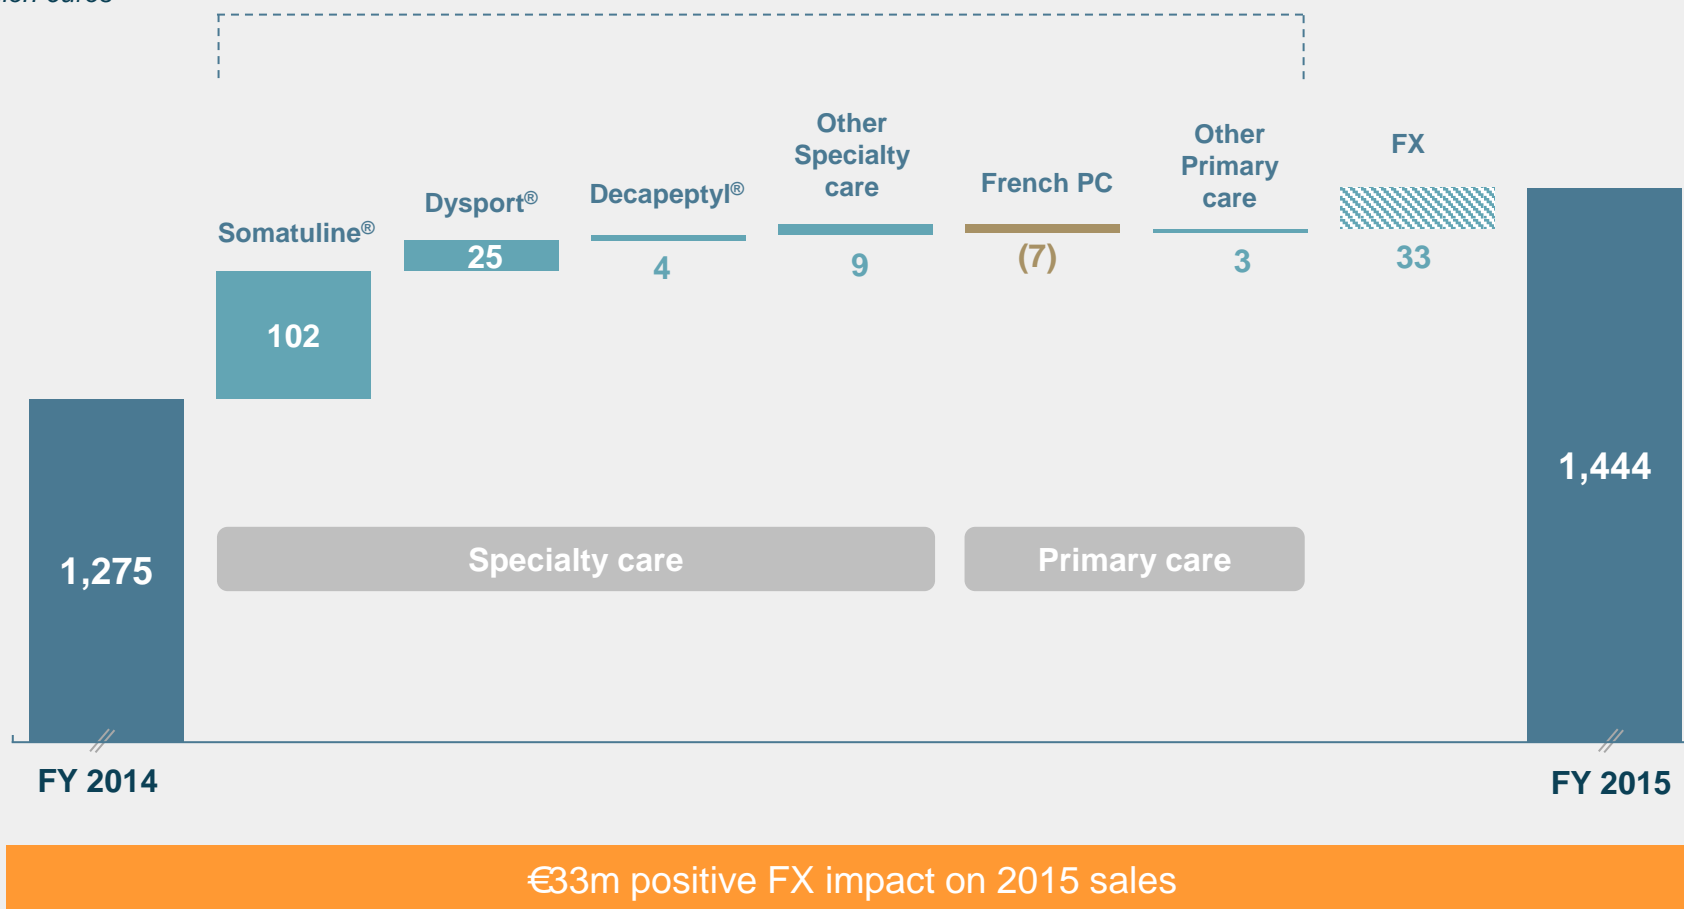 Somatuline®
Dysport®
Decapeptyl®
Other
Specialty
care
French PC
Other
Primary
care
FX
102
25
4
9
(7)
3
33
1,275
1,444
Specialty care
Primary care
FY 2014
FY 2015
€33m positive FX impact on 2015 sales